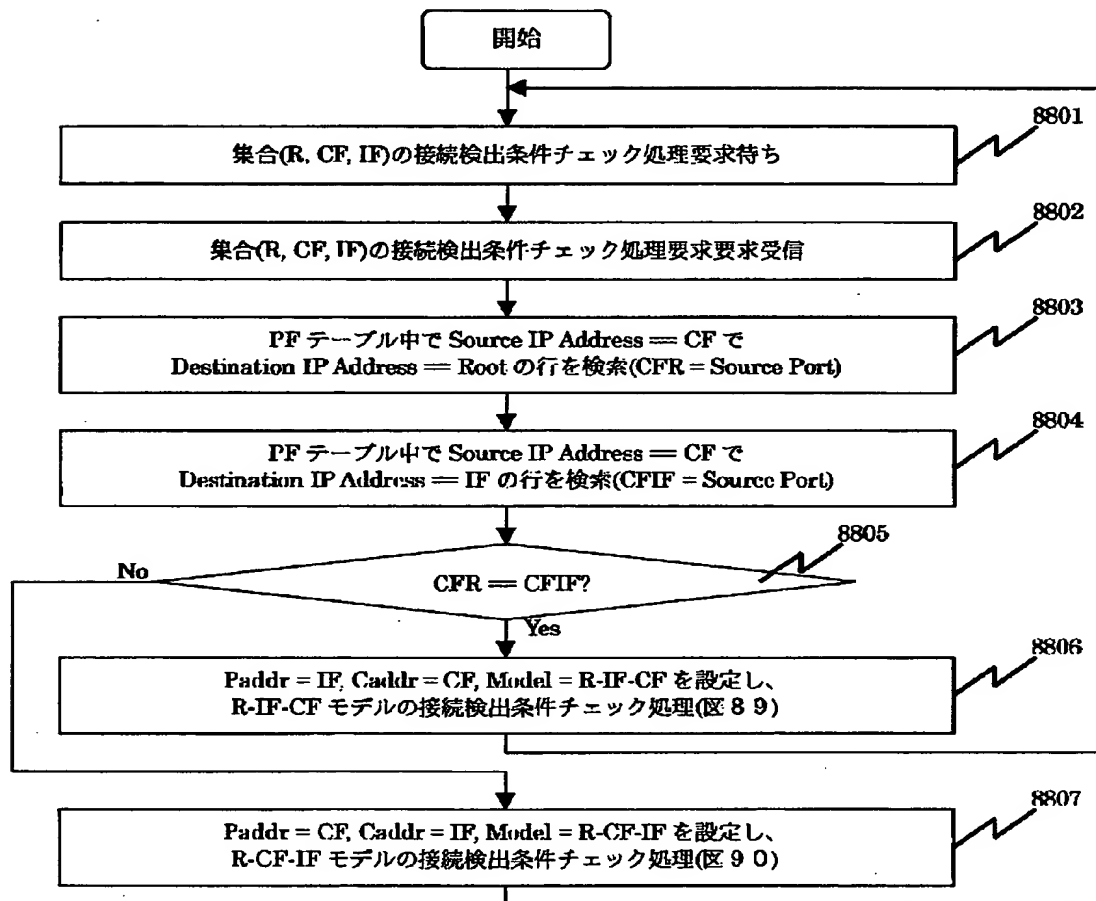 開始
8801
集合(R, CF, IF)の接続検出条件チェック処理要求待ち
8802
集合(R, CF, IF)の接続検出条件チェック処理要求要求受信
8803
PF テーブル中で Source IP Address == CF で
Destination IP Address == Root の行を検索(CFR = Source Port)
8804
PF テーブル中で Source IP Address == CF で
Destination IP Address == IF の行を検索(CFIF = Source Port)
8805
No
CFR == CFIF?
Yes
8806
Paddr = IF, Caddr = CF, Model = R-IF-CF を設定し、
R-IF-CF モデルの接続検出条件チェック処理(図８９)
8807
Paddr = CF, Caddr = IF, Model = R-CF-IF を設定し、
R-CF-IF モデルの接続検出条件チェック処理(図９０)